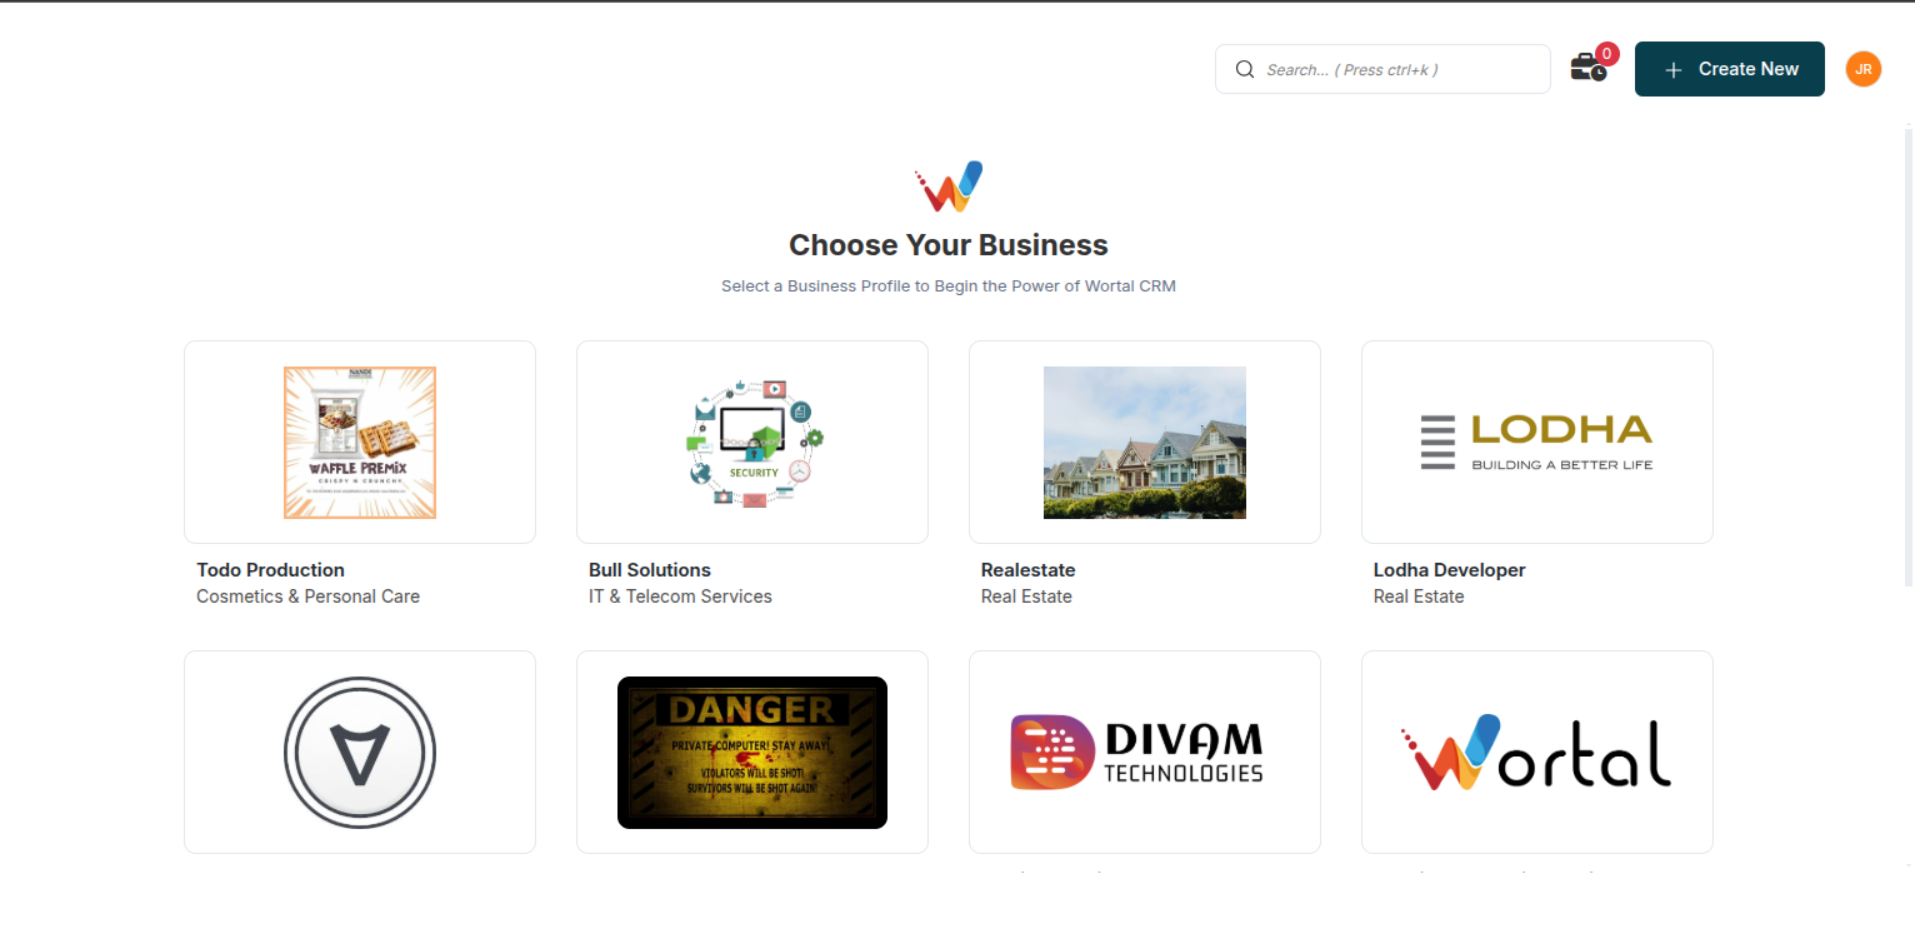 Search... ( Press ctrl+k )
0
Create New
JR
Choose Your Business
Select a Business Profile to Begin the Power of Wortal CRM
NANDI
WAFFLE PREMIX
CRISPY N CRUNCHY
SECURITY
LODHA
BUILDING A BETTER LIFE
Todo Production
Bull Solutions
Realestate
Lodha Developer
Cosmetics & Personal Care
IT & Telecom Services
Real Estate
Real Estate
DANGER
PRIVATE COMPUTER! STAY AWAY!
VIOLATORS WILL BE SHOT!
SURVIVORS WILL BE SHOT AGAIN!
DIVAM
TECHNOLOGIES
Wortal